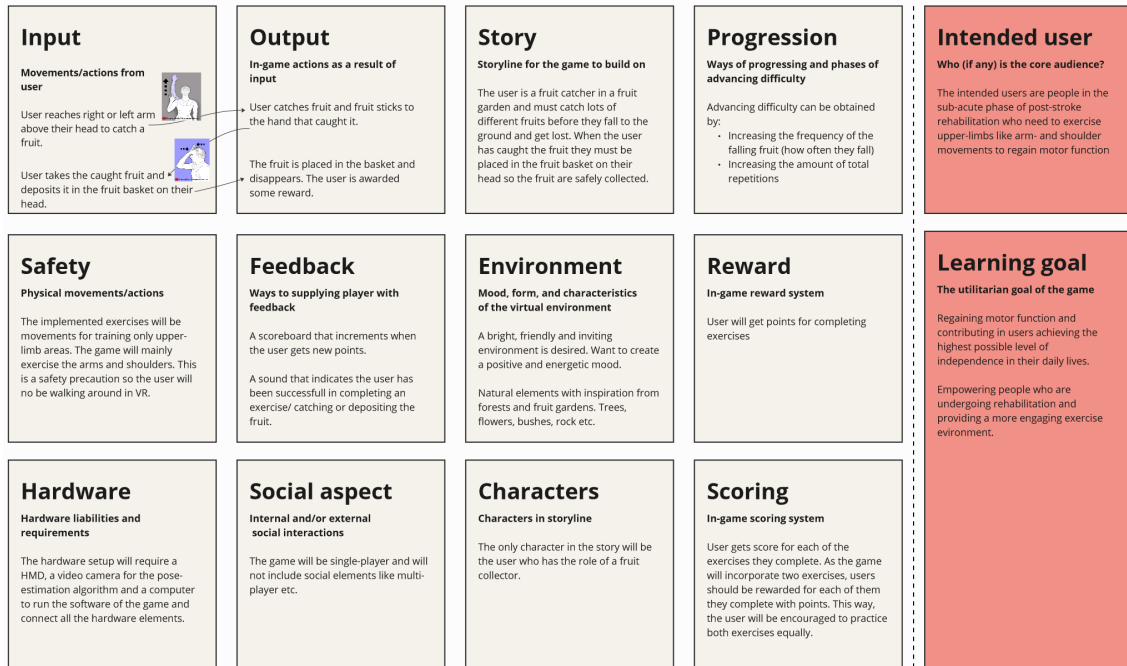 Input
Movements/actions from
user
User reaches right or left arm
above their head to catch a
fruit.
User takes the caught fruit and
deposits it in the fruit basket on their
head.
Output
In-game actions as a result of
input
User catches fruit and fruit sticks to
the hand that caught it.
The fruit is placed in the basket and
disappears. The user is awarded
some reward.
Story
Storyline for the game to build on
The user is a fruit catcher in a fruit
garden and must catch lots of
different fruits before they fall to the
ground and get lost. When the user
has caught the fruit they must be
placed in the fruit basket on their
head so the fruit are safely collected.
Progression
Ways of progressing and phases of
advancing difficulty
Advancing difficulty can be obtained
by:
• Increasing the frequency of the
falling fruit (how often they fall)
• Increasing the amount of total
repetitions
Intended user
Who (if any) is the core audience?
The intended users are people in the
sub-acute phase of post-stroke
rehabilitation who need to exercise
upper-limbs like arm- and shoulder
movements to regain motor function
Safety
Physical movements/actions
The implemented exercises will be
movements for training only upper-
limb areas. The game will mainly
exercise the arms and shoulders. This
is a safety precaution so the user will
no be walking around in VR.
Feedback
Ways to supplying player with
feedback
A scoreboard that increments when
the user gets new points.
A sound that indicates the user has
been successfull in completing an
exercise/ catching or depositing the
fruit.
Environment
Mood, form, and characteristics
of the virtual environment
A bright, friendly and inviting
environment is desired. Want to create
a positive and energetic mood.
Natural elements with inspiration from
forests and fruit gardens. Trees,
flowers, bushes, rock etc.
Reward
In-game reward system
User will get points for completing
exercises
Learning goal
The utilitarian goal of the game
Regaining motor function and
contributing in users achieving the
highest possible level of
independence in their daily lives.
Empowering people who are
undergoing rehabilitation and
providing a more engaging exercise
evironment.
Hardware
Hardware liabilities and
requirements
The hardware setup will require a
HMD, a video camera for the pose-
estimation algorithm and a computer
to run the software of the game and
connect all the hardware elements.
Social aspect
Internal and/or external
social interactions
The game will be single-player and will
not include social elements like multi-
player etc.
Characters
Characters in storyline
The only character in the story will be
the user who has the role of a fruit
collector.
Scoring
In-game scoring system
User gets score for each of the
exercises they complete. As the game
will incorporate two exercises, users
should be rewarded for each of them
they complete with points. This way,
the user will be encouraged to practice
both exercises equally.